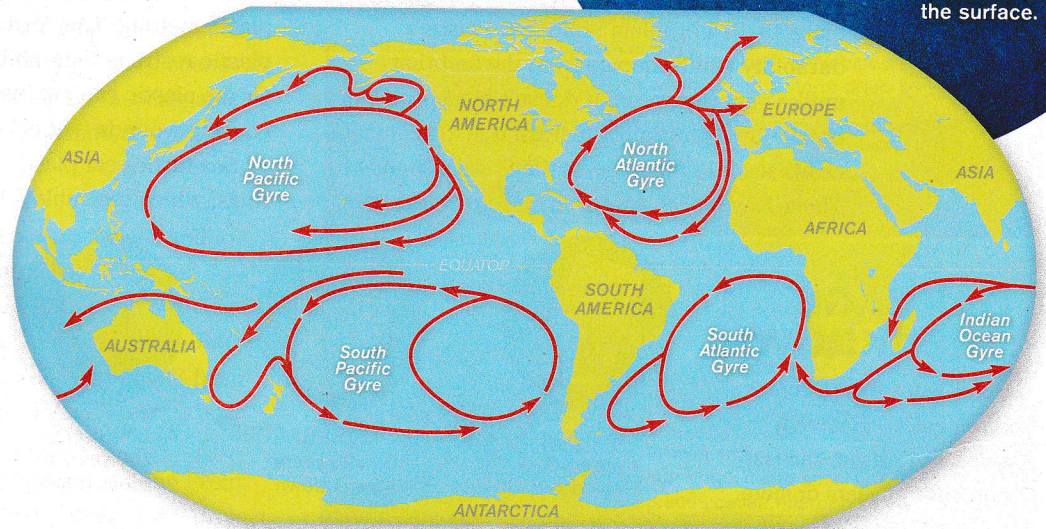 the surface.
NORTH
AMERICA
EUROPE
ASIA
North
Pacific
Gyre
North
Atlantic
Gyre
ASIA
AFRICA
EQUATOR
SOUTH
AMERICA
AUSTRALIA
South
Pacific
Gyre
South
Atlantic
Gyre
Indian
Ocean
Gyre
ANTARCTICA